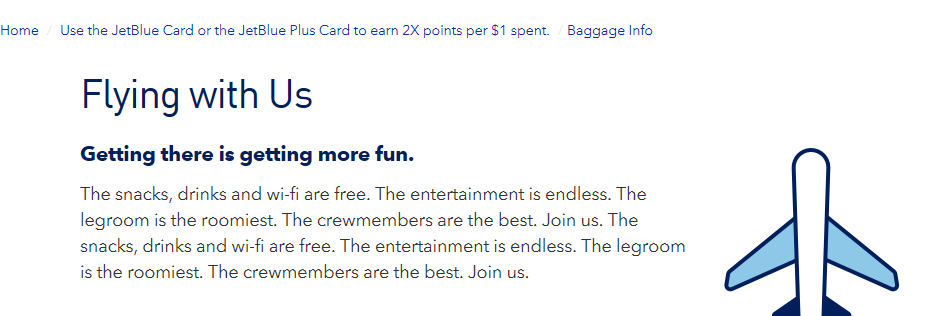 Home / Use the JetBlue Card or the JetBlue Plus Card to earn 2X points per $1 spent. / Baggage Info
Flying with Us
Getting there is getting more fun.
The snacks, drinks and wi-fi are free. The entertainment is endless. The
legroom is the roomiest. The crewmembers are the best. Join us. The
snacks, drinks and wi-fi are free. The entertainment is endless. The legroom
is the roomiest. The crewmembers are the best. Join us.